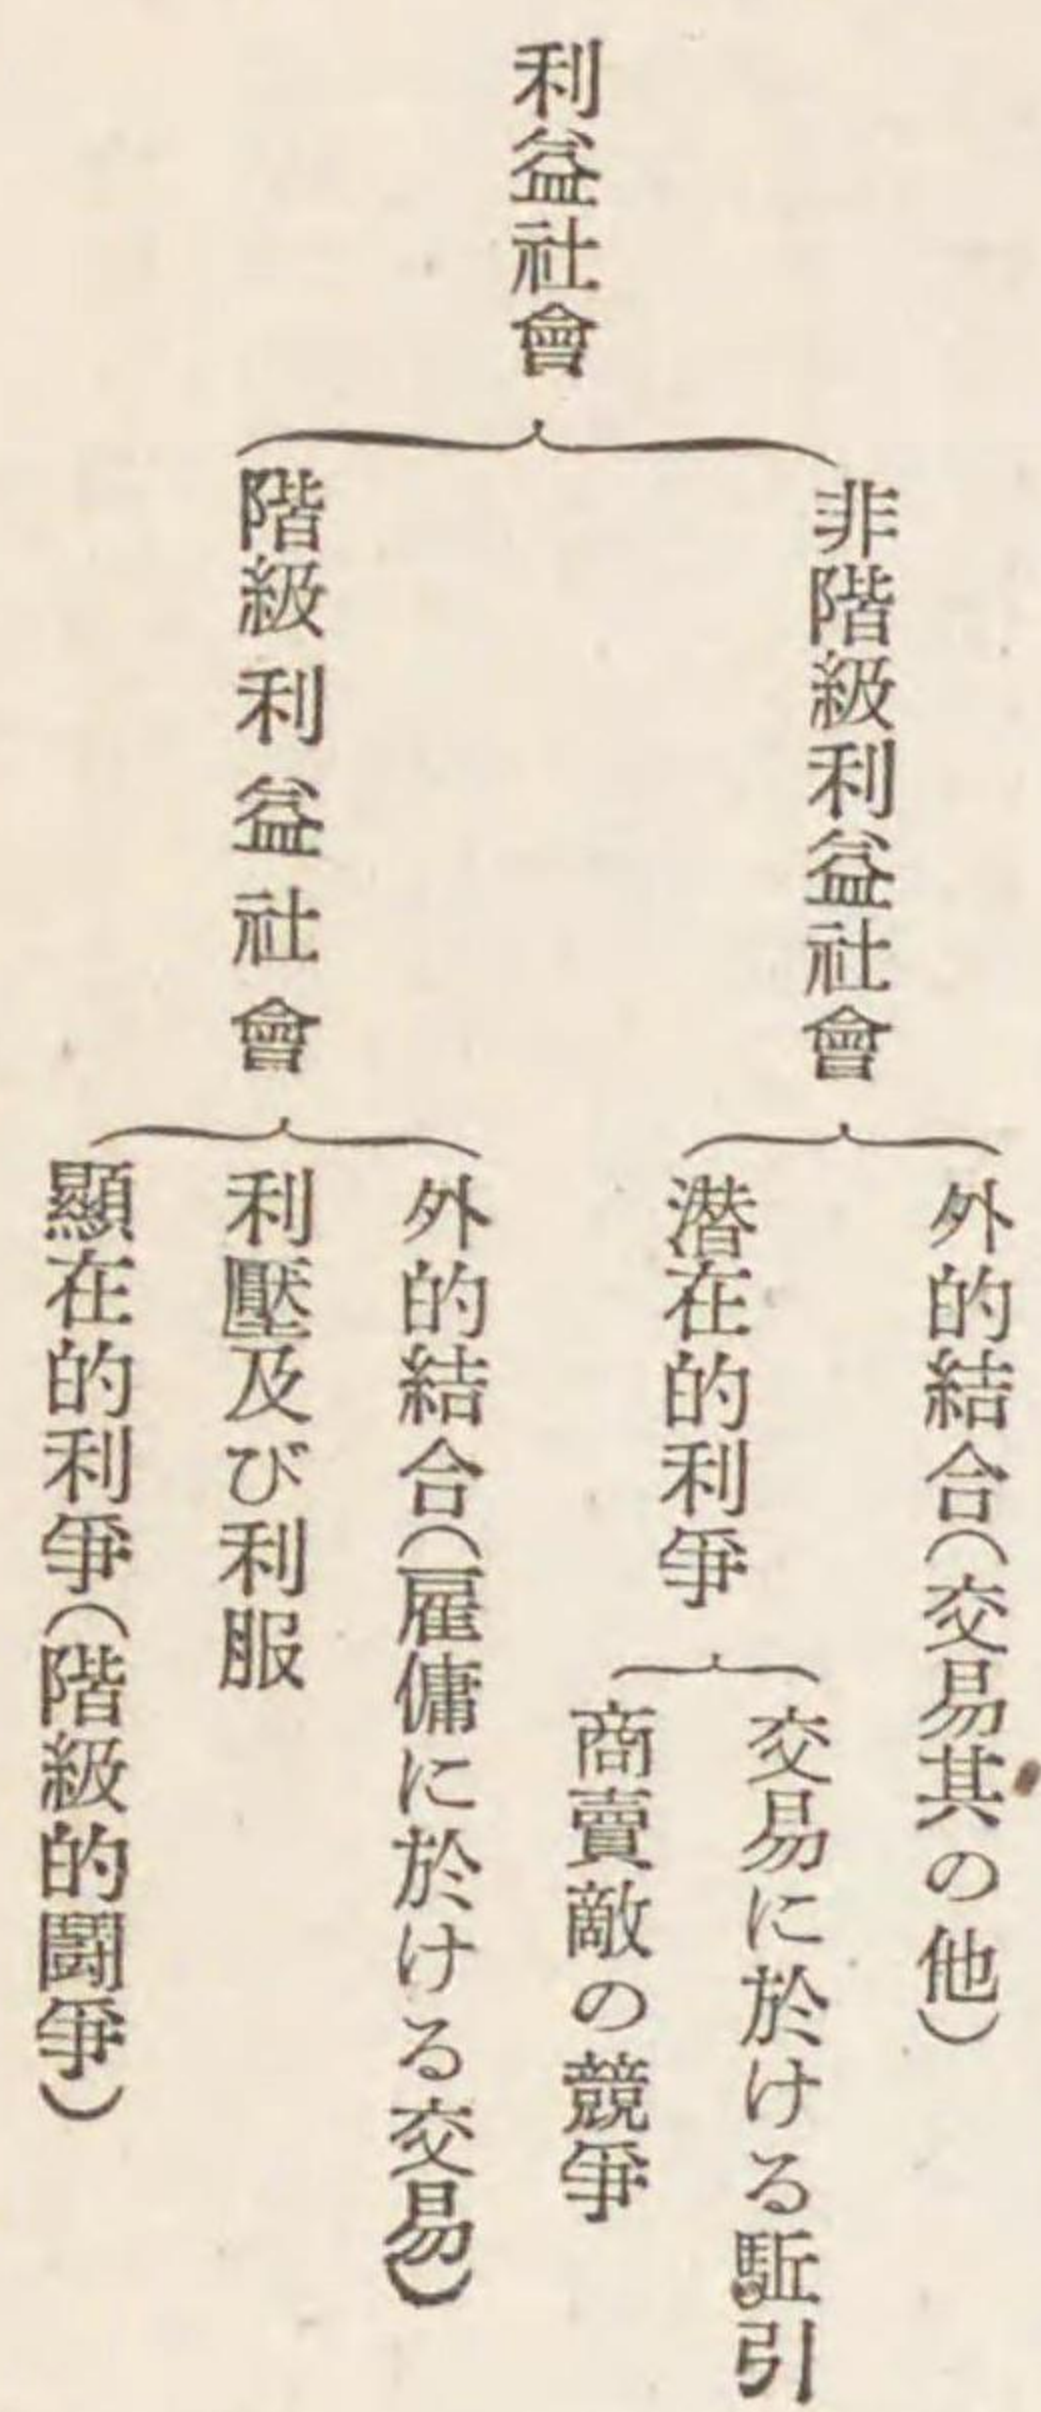 利益社會
非階級利益社會
外的結合(交易其の他)
潜在的利爭
交易に於ける駈引
商賣敵の競爭
階級利益社會
外的結合(雇傭に於ける交易)
利壓及び利服
顯在的利爭(階級的鬪爭)